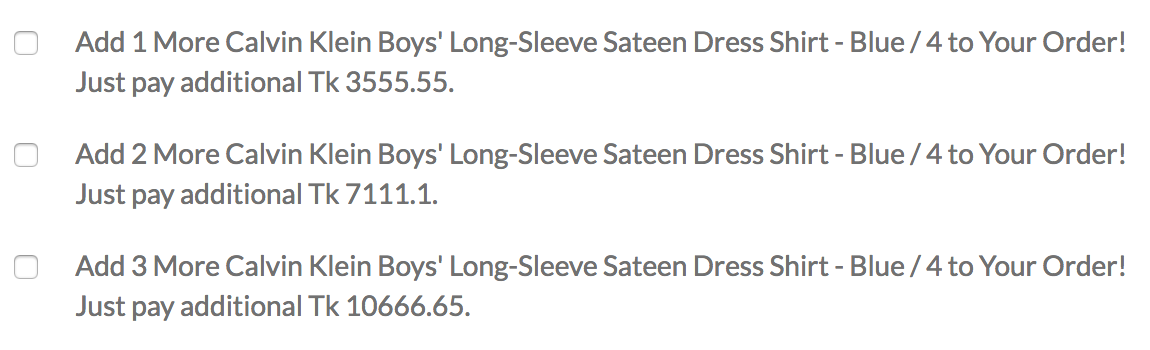 Add 1 More Calvin Klein Boys' Long-Sleeve Sateen Dress Shirt - Blue / 4 to Your Order!
Just pay additional Tk 3555.55.
Add 2 More Calvin Klein Boys' Long-Sleeve Sateen Dress Shirt - Blue / 4 to Your Order!
Just pay additional Tk 7111.1.
Add 3 More Calvin Klein Boys' Long-Sleeve Sateen Dress Shirt - Blue / 4 to Your Order!
Just pay additional Tk 10666.65.